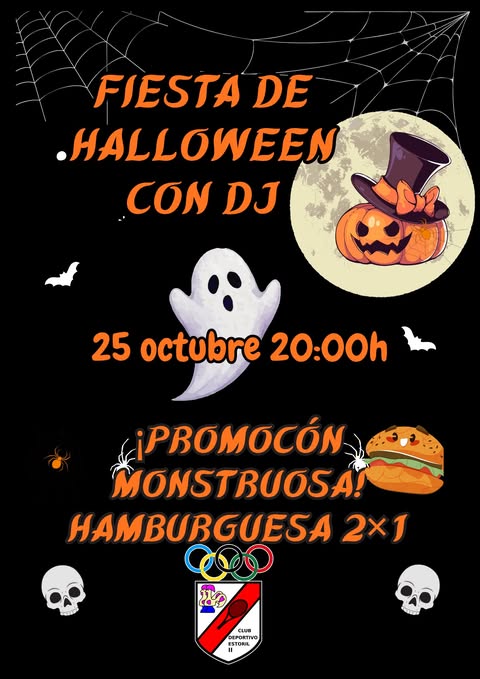 FIESTA DE
HALLOWEEN
CON DJ
25 octubre 20:00h
¡PROMOCÓN
MONSTRUOSA!
HAMBURGUESA 2×1
CLUB
DEPORTIVO
ESTORIL
II